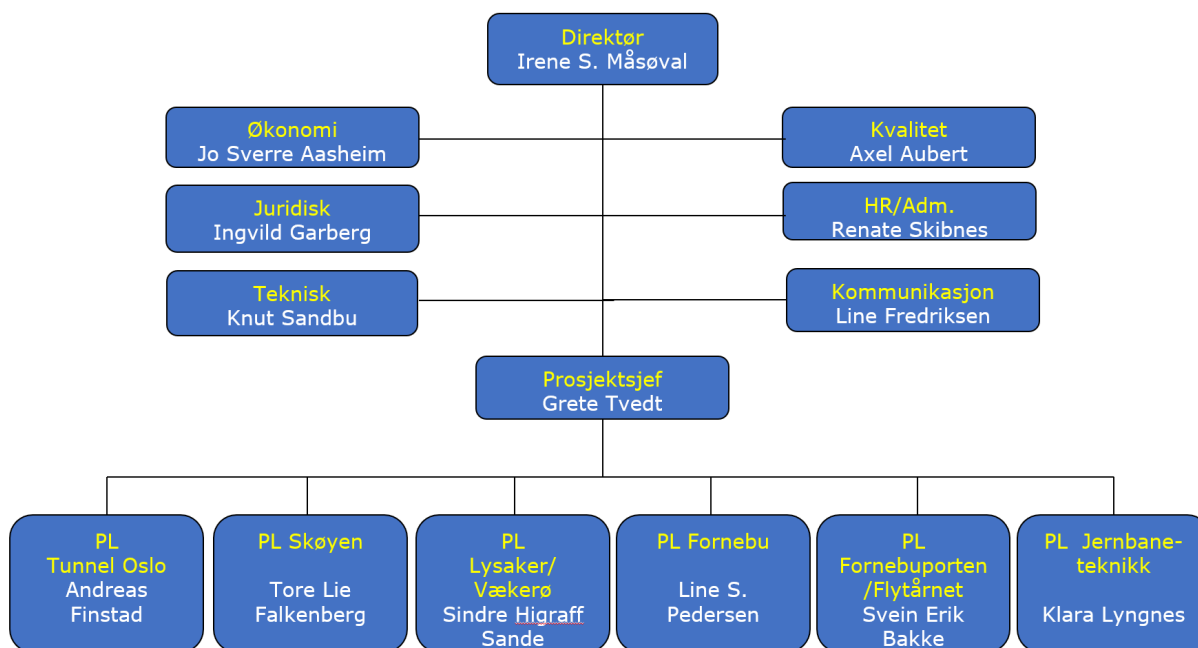 Direktør
Irene S. Måsøval
Økonomi
Jo Sverre Aasheim
Kvalitet
Axel Aubert
Juridisk
Ingvild Garberg
HR/Adm.
Renate Skibnes
Teknisk
Knut Sandbu
Kommunikasjon
Line Fredriksen
Prosjektsjef
Grete Tvedt
PL
Tunnel Oslo
Andreas
Finstad
PL Skøyen
Tore Lie
Falkenberg
PL
Lysaker/
Vækerø
Sindre Higraff
Sande
PL Fornebu
Line S.
Pedersen
PL
Fornebuporten
/Flytårnet
Svein Erik
Bakke
PL Jernbane-
teknikk
Klara Lyngnes